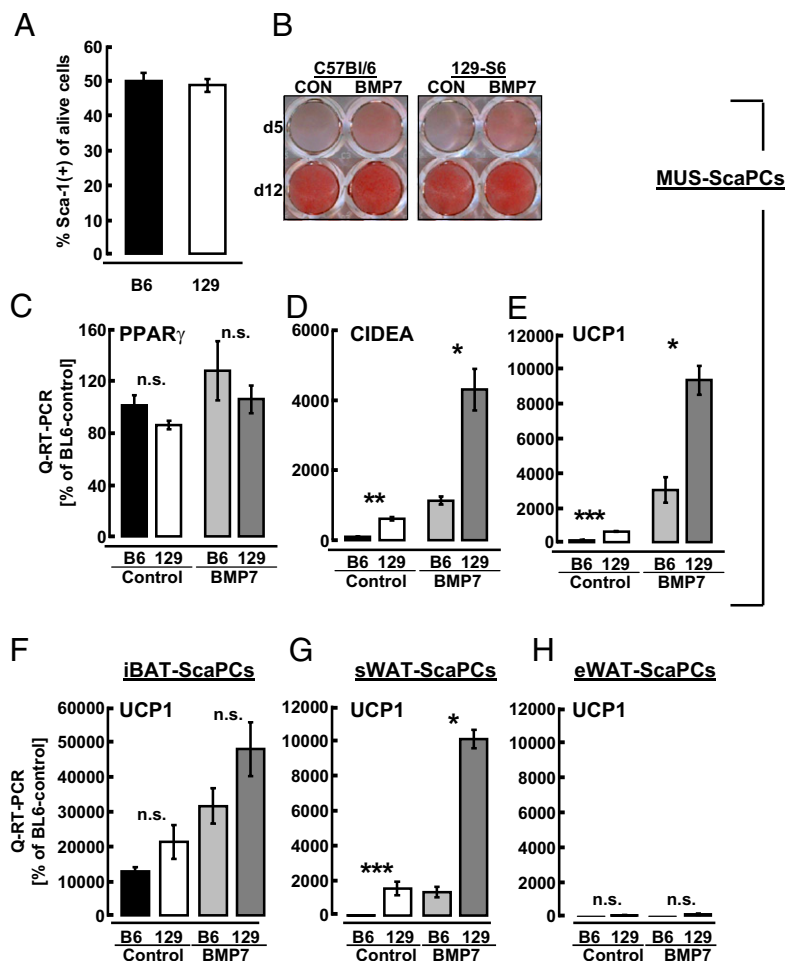 A
% Sca-1(+) of alive cells
60
50
40
30
20
10
0
B6 129
B
C57Bl/6 129-S6
CON BMP7 CON BMP7
d5
d12
MUS-ScaPCs
C
Q-RT-PCR
[% of BL6-control]
PPARγ
160
120
80
40
0
n.s. n.s.
B6 129 B6 129
Control BMP7
D
CIDEA
6000
4000
2000
0
** *
B6 129 B6 129
Control BMP7
E
UCP1
12000
10000
8000
6000
4000
2000
0
*** *
B6 129 B6 129
Control BMP7
F
iBAT-ScaPCs
Q-RT-PCR
[% of BL6-control]
UCP1
60000
50000
40000
30000
20000
10000
0
n.s. n.s.
B6 129 B6 129
Control BMP7
G
sWAT-ScaPCs
UCP1
12000
10000
8000
6000
4000
2000
0
*** *
B6 129 B6 129
Control BMP7
H
eWAT-ScaPCs
UCP1
12000
10000
8000
6000
4000
2000
0
n.s. n.s.
B6 129 B6 129
Control BMP7